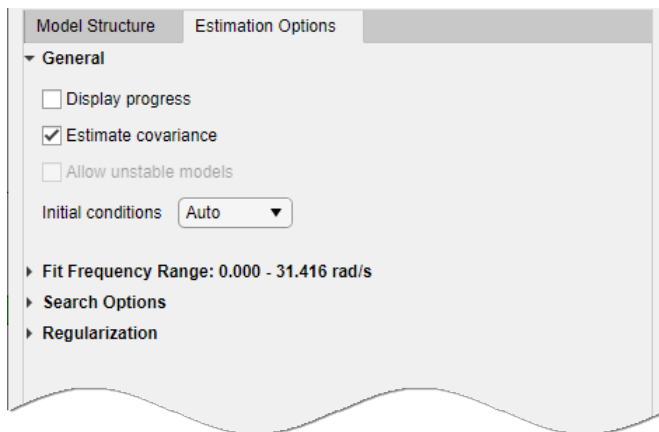 Model Structure
Estimation Options
General
Display progress
Estimate covariance
Allow unstable models
Initial conditions Auto
Fit Frequency Range: 0.000 - 31.416 rad/s
Search Options
Regularization